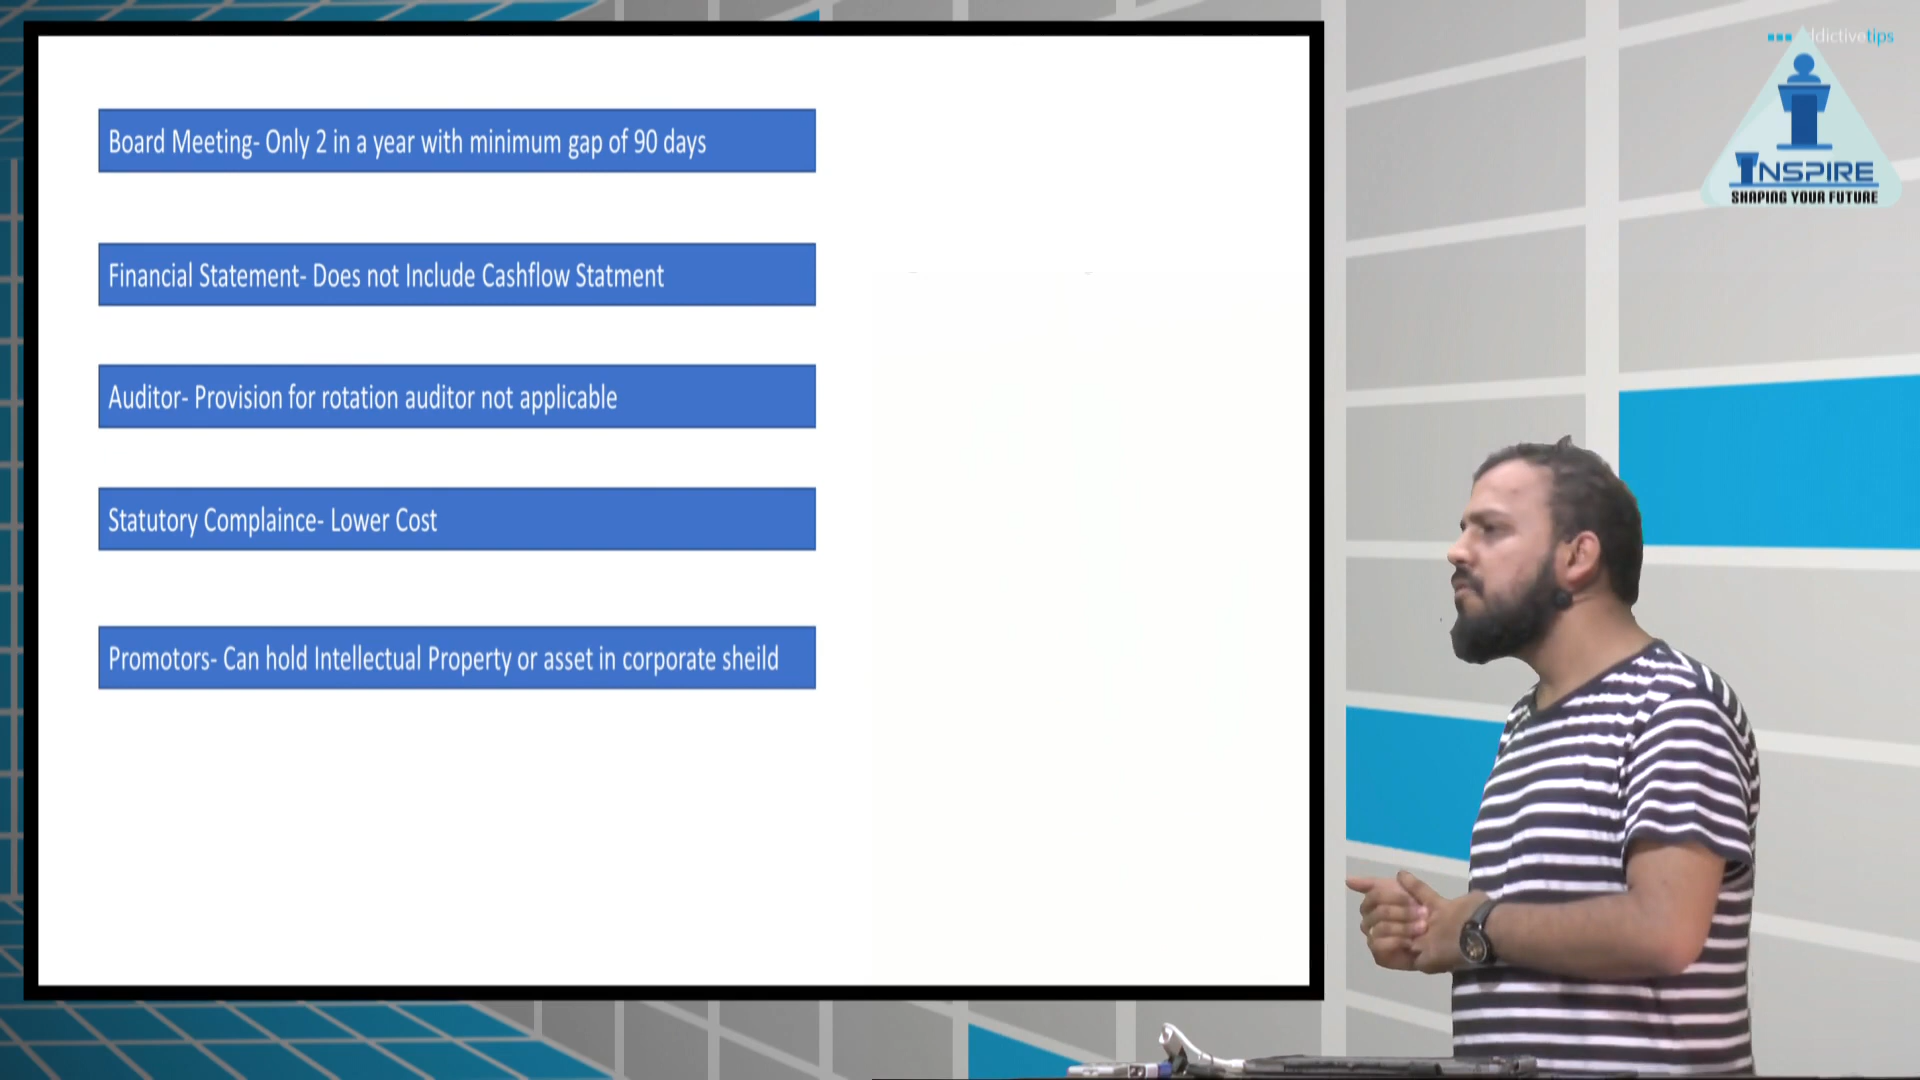 Board Meeting- Only 2 in a year with minimum gap of 90 days
Financial Statement- Does not Include Cashflow Statment
Auditor- Provision for rotation auditor not applicable
Statutory Complaince- Lower Cost
Promotors- Can hold Intellectual Property or asset in corporate sheild
INSPIRE
SHAPING YOUR FUTURE